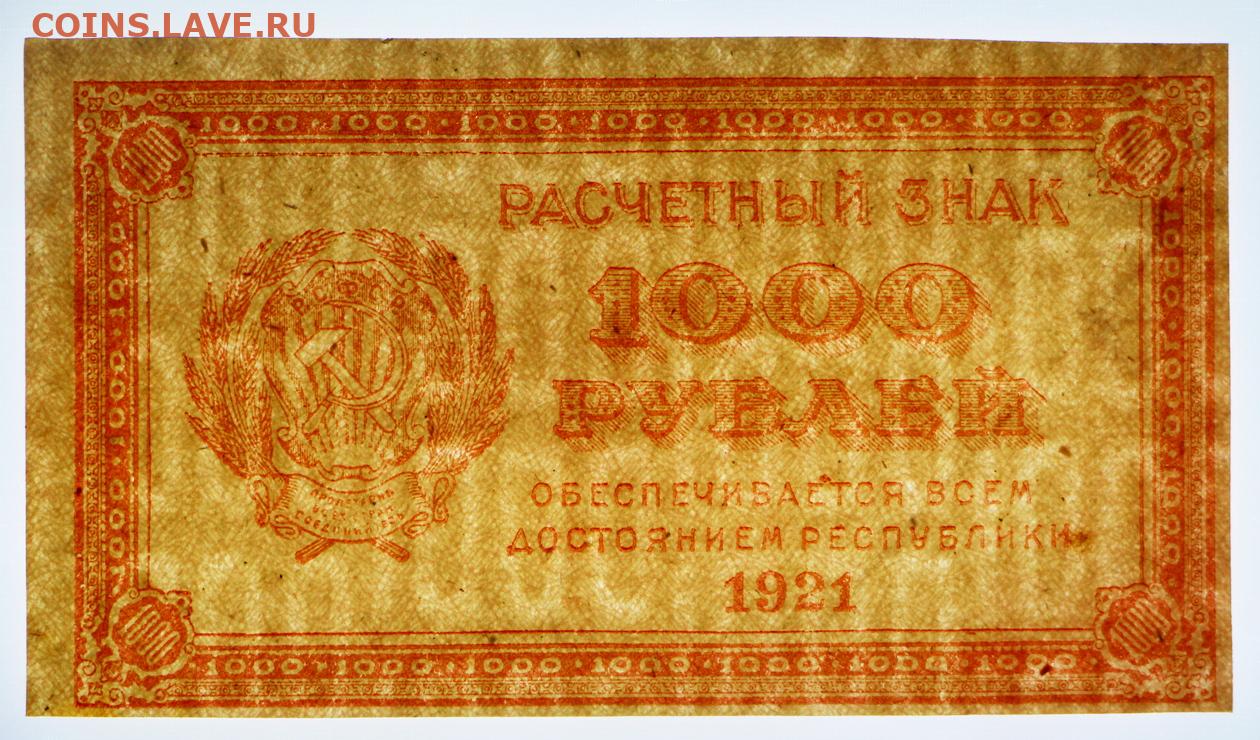 COINS.LAVE.RU
1000 · 1000 · 1000 · 1000 · 1000 · 1000 · 1000
РАСЧЕТНЫЙ ЗНАК
1000
РУБЛЕЙ
ОБЕСПЕЧИВАЕТСЯ ВСЕМ
ДОСТОЯНИЕМ РЕСПУБЛИКИ
1921
Р.С.Ф.С.Р.
1000 · 1000 · 1000 · 1000 · 1000 · 1000 · 1000